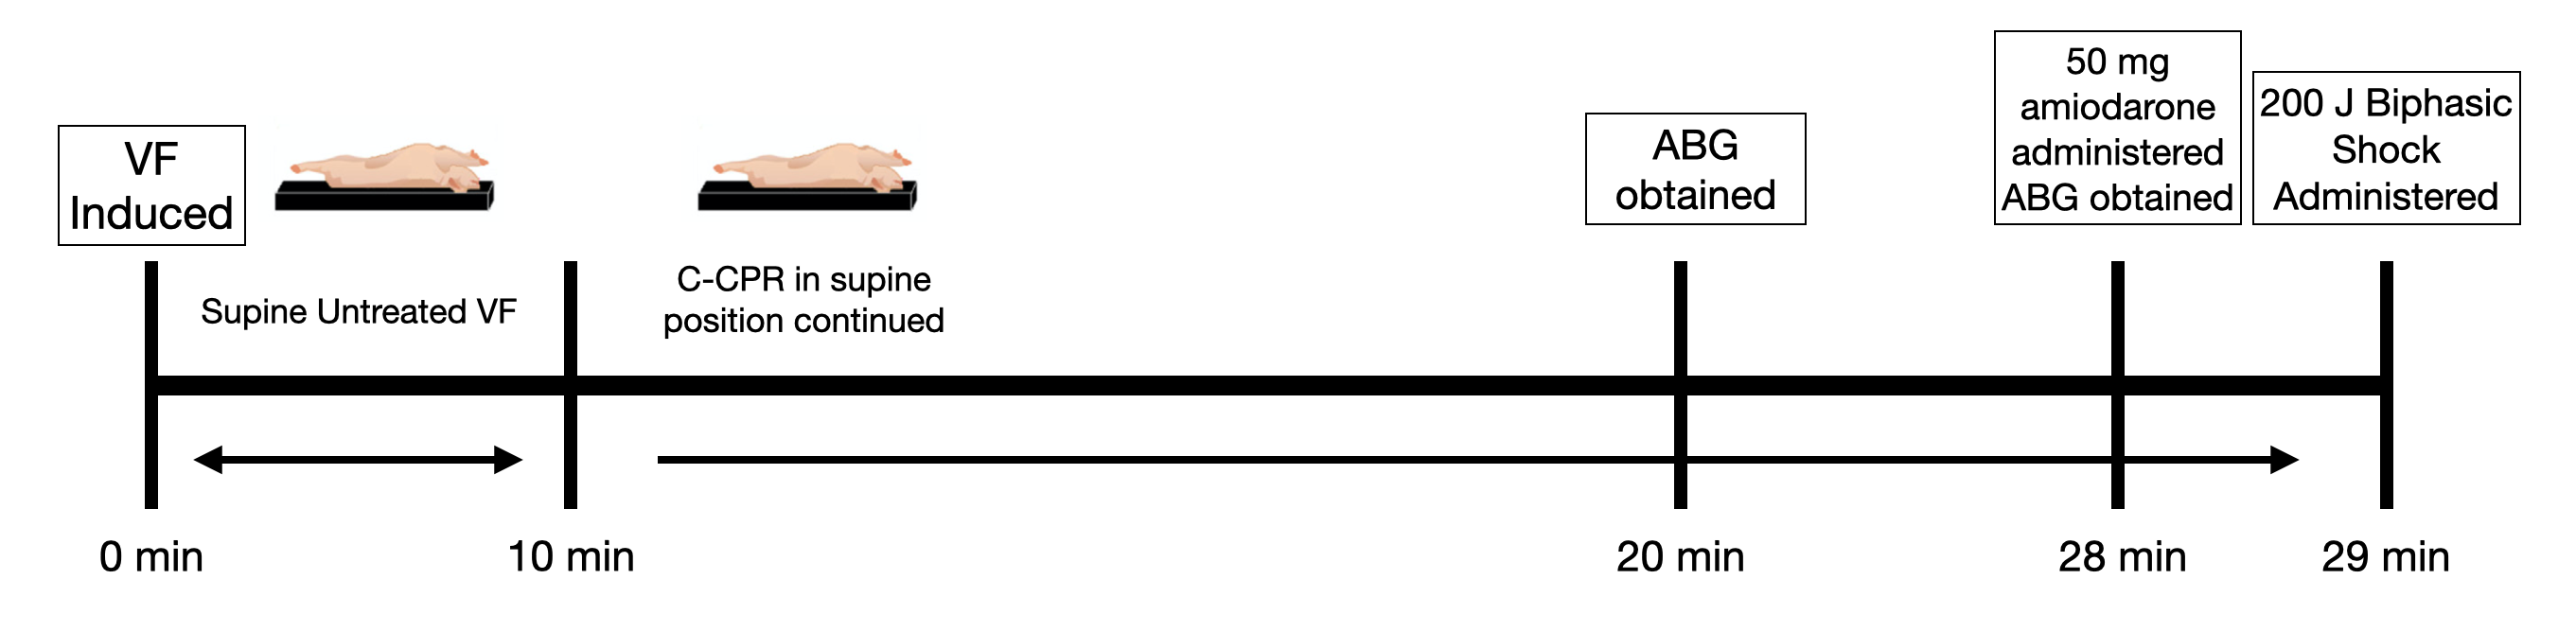 VF
Induced
Supine Untreated VF
C-CPR in supine
position continued
ABG
obtained
50 mg
amiodarone
administered
ABG obtained
200 J Biphasic
Shock
Administered
0 min
10 min
20 min
28 min
29 min